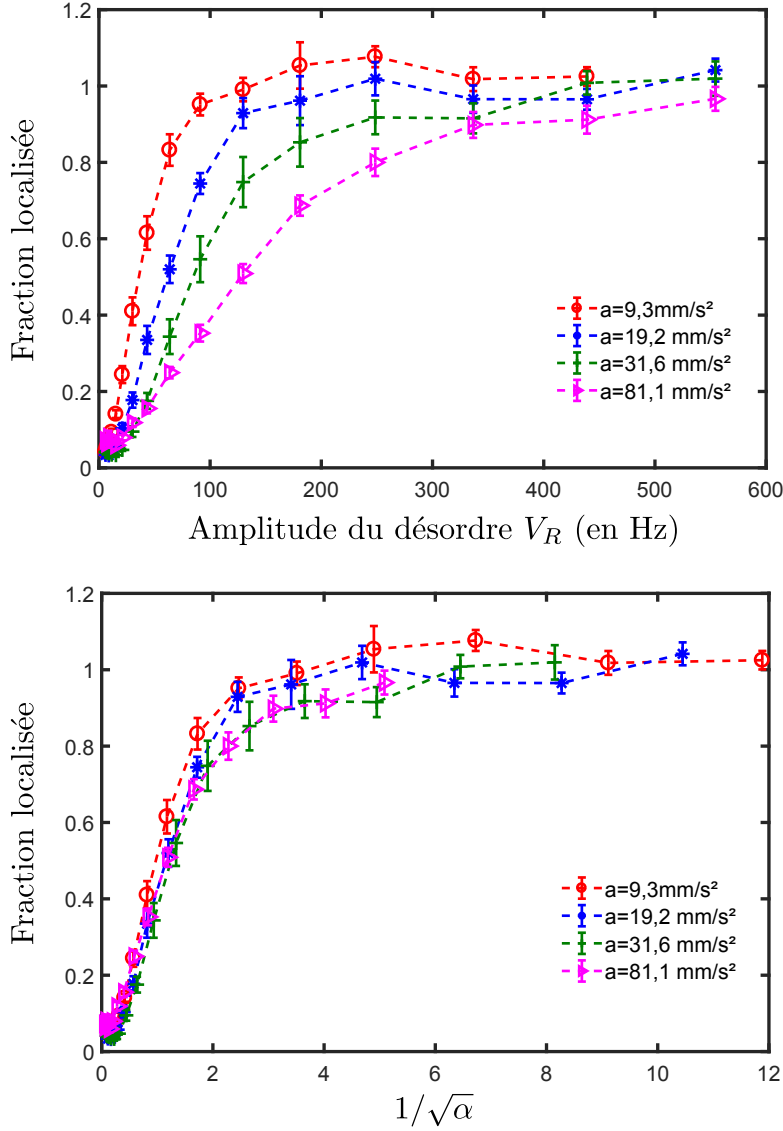 1.2
1
0.8
0.6
0.4
0.2
0
Fraction localisée
a=9,3mm/s²
a=19,2 mm/s²
a=31,6 mm/s²
a=81,1 mm/s²
0 100 200 300 400 500 600
Amplitude du désordre V_R (en Hz)
1.2
1
0.8
0.6
0.4
0.2
0
Fraction localisée
a=9,3mm/s²
a=19,2 mm/s²
a=31,6 mm/s²
a=81,1 mm/s²
0 2 4 6 8 10 12
1/√α